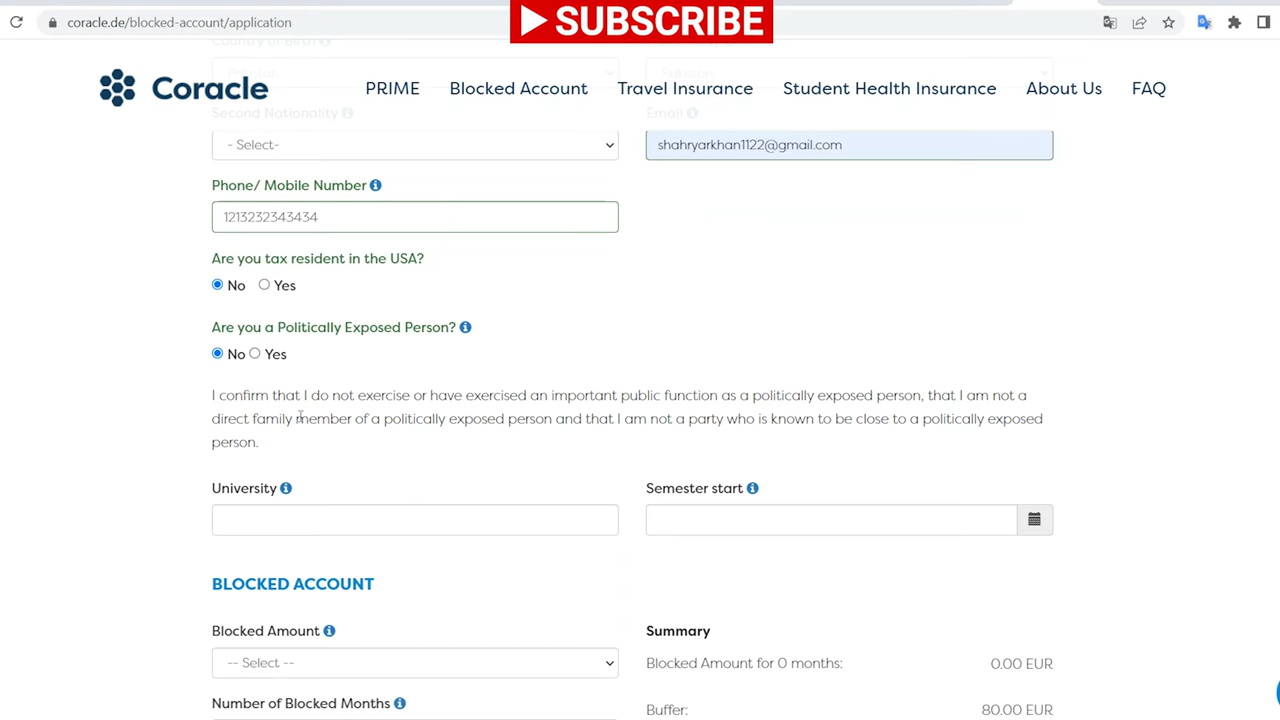 coracle.de/blocked-account/application
SUBSCRIBE
Country of Birth
Coracle PRIME Blocked Account Travel Insurance Student Health Insurance About Us FAQ
Second Nationality Email
- Select- shahryarkhan1122@gmail.com
Phone/ Mobile Number
1213232343434
Are you tax resident in the USA?
No Yes
Are you a Politically Exposed Person?
No Yes
I confirm that I do not exercise or have exercised an important public function as a politically exposed person, that I am not a
direct family member of a politically exposed person and that I am not a party who is known to be close to a politically exposed
person.
University Semester start
BLOCKED ACCOUNT
Blocked Amount Summary
-- Select -- Blocked Amount for 0 months: 0.00 EUR
Number of Blocked Months
Buffer: 80.00 EUR